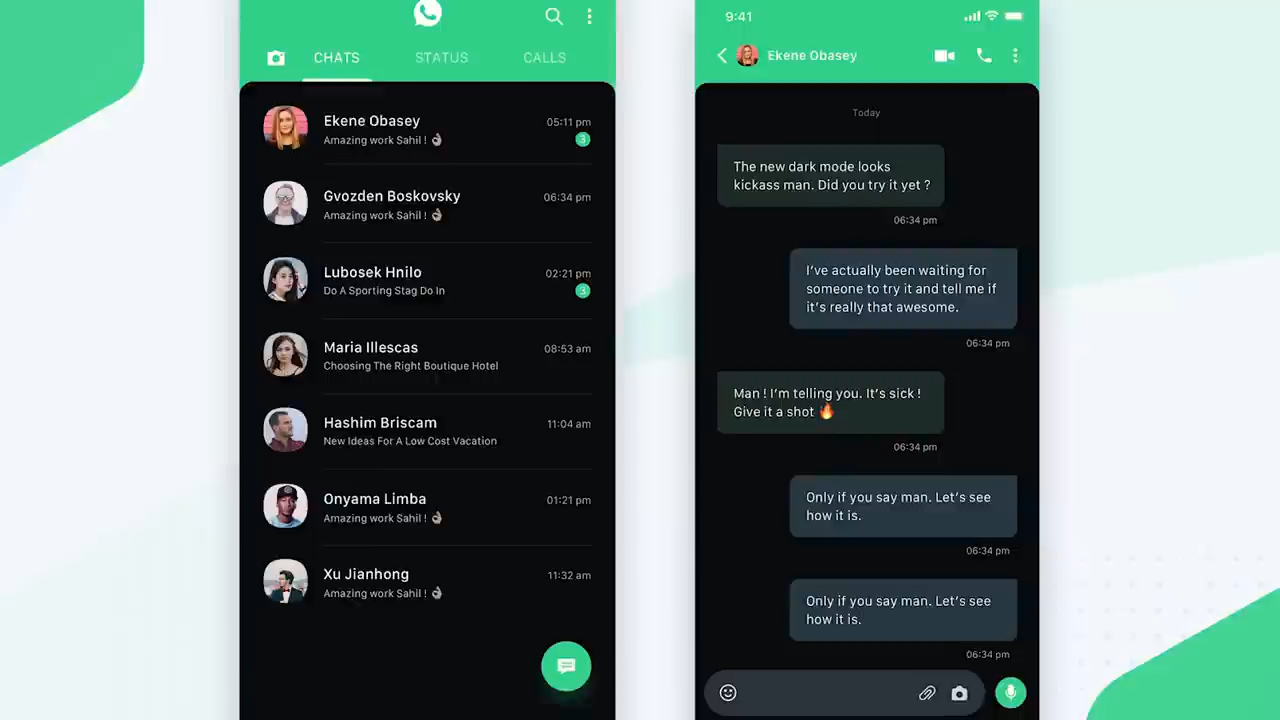 CHATS STATUS CALLS
Ekene Obasey 05:11 pm
Amazing work Sahil ! 👌🏼 3
Gvozden Boskovsky 06:34 pm
Amazing work Sahil ! 👌🏼
Lubosek Hnilo 02:21 pm
Do A Sporting Stag Do In 3
Maria Illescas 08:53 am
Choosing The Right Boutique Hotel
Hashim Briscam 11:04 am
New Ideas For A Low Cost Vacation
Onyama Limba 01:21 pm
Amazing work Sahil ! 👌🏼
Xu Jianhong 11:32 am
Amazing work Sahil ! 👌🏼
9:41
Ekene Obasey
Today
The new dark mode looks
kickass man. Did you try it yet ?
06:34 pm
I've actually been waiting for
someone to try it and tell me if
it's really that awesome.
06:34 pm
Man ! I'm telling you. It's sick !
Give it a shot 🔥
06:34 pm
Only if you say man. Let's see
how it is.
06:34 pm
Only if you say man. Let's see
how it is.
06:34 pm